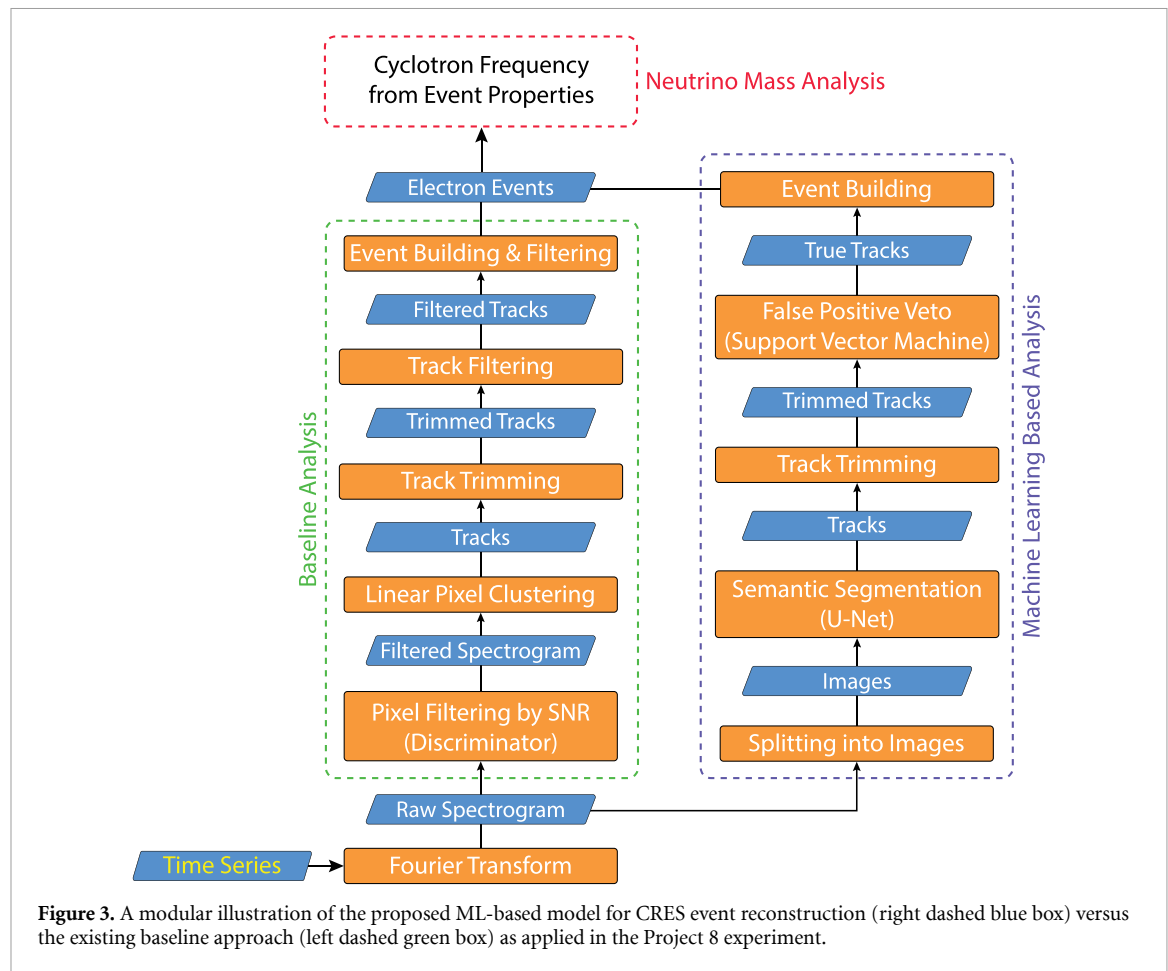 Cyclotron Frequency
from Event Properties
Neutrino Mass Analysis
Electron Events
Event Building & Filtering
Filtered Tracks
Track Filtering
Trimmed Tracks
Track Trimming
Tracks
Linear Pixel Clustering
Filtered Spectrogram
Pixel Filtering by SNR
(Discriminator)
Baseline Analysis
Raw Spectrogram
Time Series
Fourier Transform
Event Building
True Tracks
False Positive Veto
(Support Vector Machine)
Trimmed Tracks
Track Trimming
Tracks
Semantic Segmentation
(U-Net)
Images
Splitting into Images
Machine Learning Based Analysis
Figure 3. A modular illustration of the proposed ML-based model for CRES event reconstruction (right dashed blue box) versus
the existing baseline approach (left dashed green box) as applied in the Project 8 experiment.